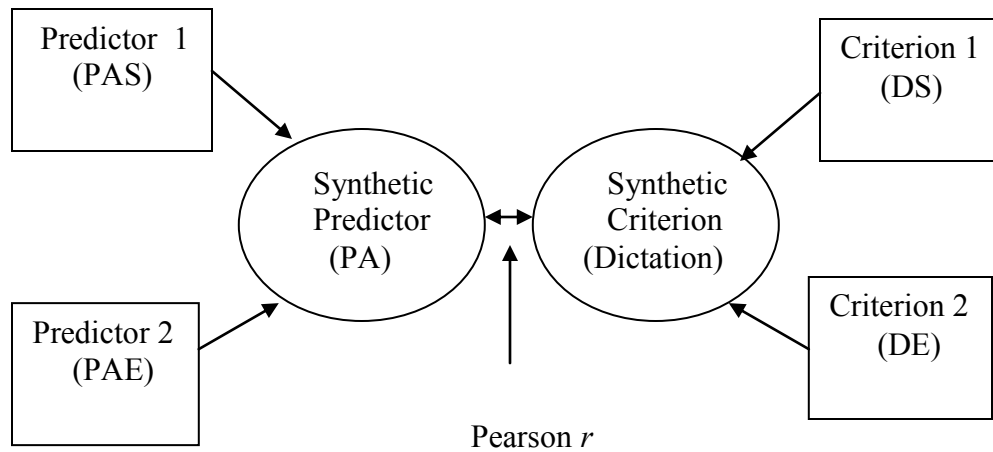 Predictor 1
(PAS)
Criterion 1
(DS)
Synthetic
Predictor
(PA)
Synthetic
Criterion
(Dictation)
Predictor 2
(PAE)
Criterion 2
(DE)
Pearson r